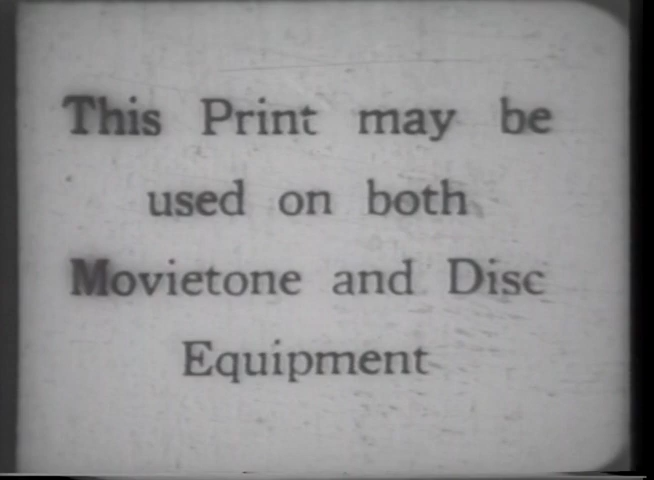 This Print may be
used on both
Movietone and Disc
Equipment